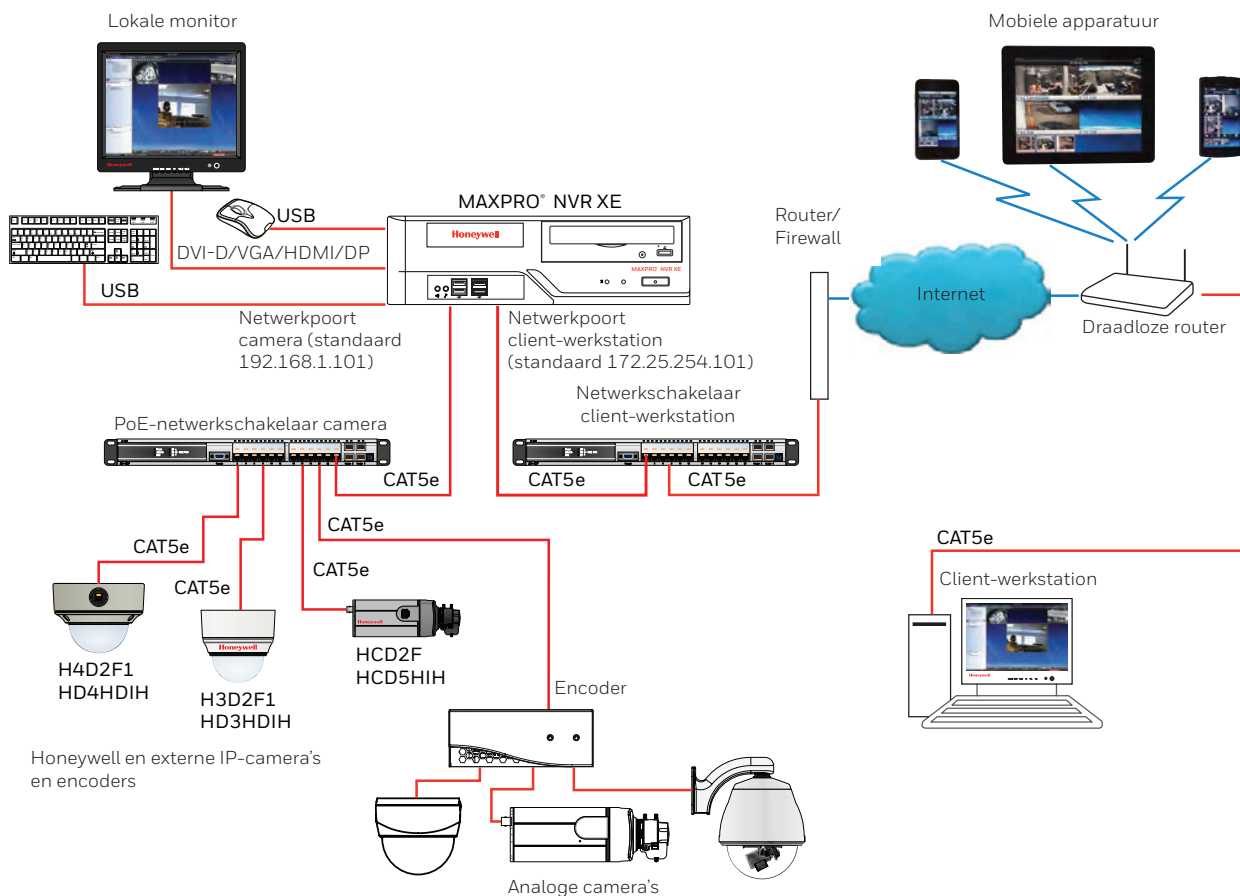 Lokale monitor
Mobiele apparatuur
Honeywell
USB
MAXPRO® NVR XE
Honeywell
MAXPRO® NVR XE
Router/
Firewall
DVI-D/VGA/HDMI/DP
USB
Internet
Draadloze router
Netwerkpoort
camera (standaard
192.168.1.101)
Netwerkpoort
client-werkstation
(standaard 172.25.254.101)
Netwerkschakelaar
client-werkstation
PoE-netwerkschakelaar camera
CAT5e
CAT5e
CAT5e
CAT5e
CAT5e
CAT5e
CAT5e
CAT5e
Client-werkstation
Honeywell
Honeywell
Honeywell
H4D2F1
HD4HDIH
H3D2F1
HD3HDIH
HCD2F
HCD5HIH
Encoder
Honeywell en externe IP-camera's
en encoders
Analoge camera's